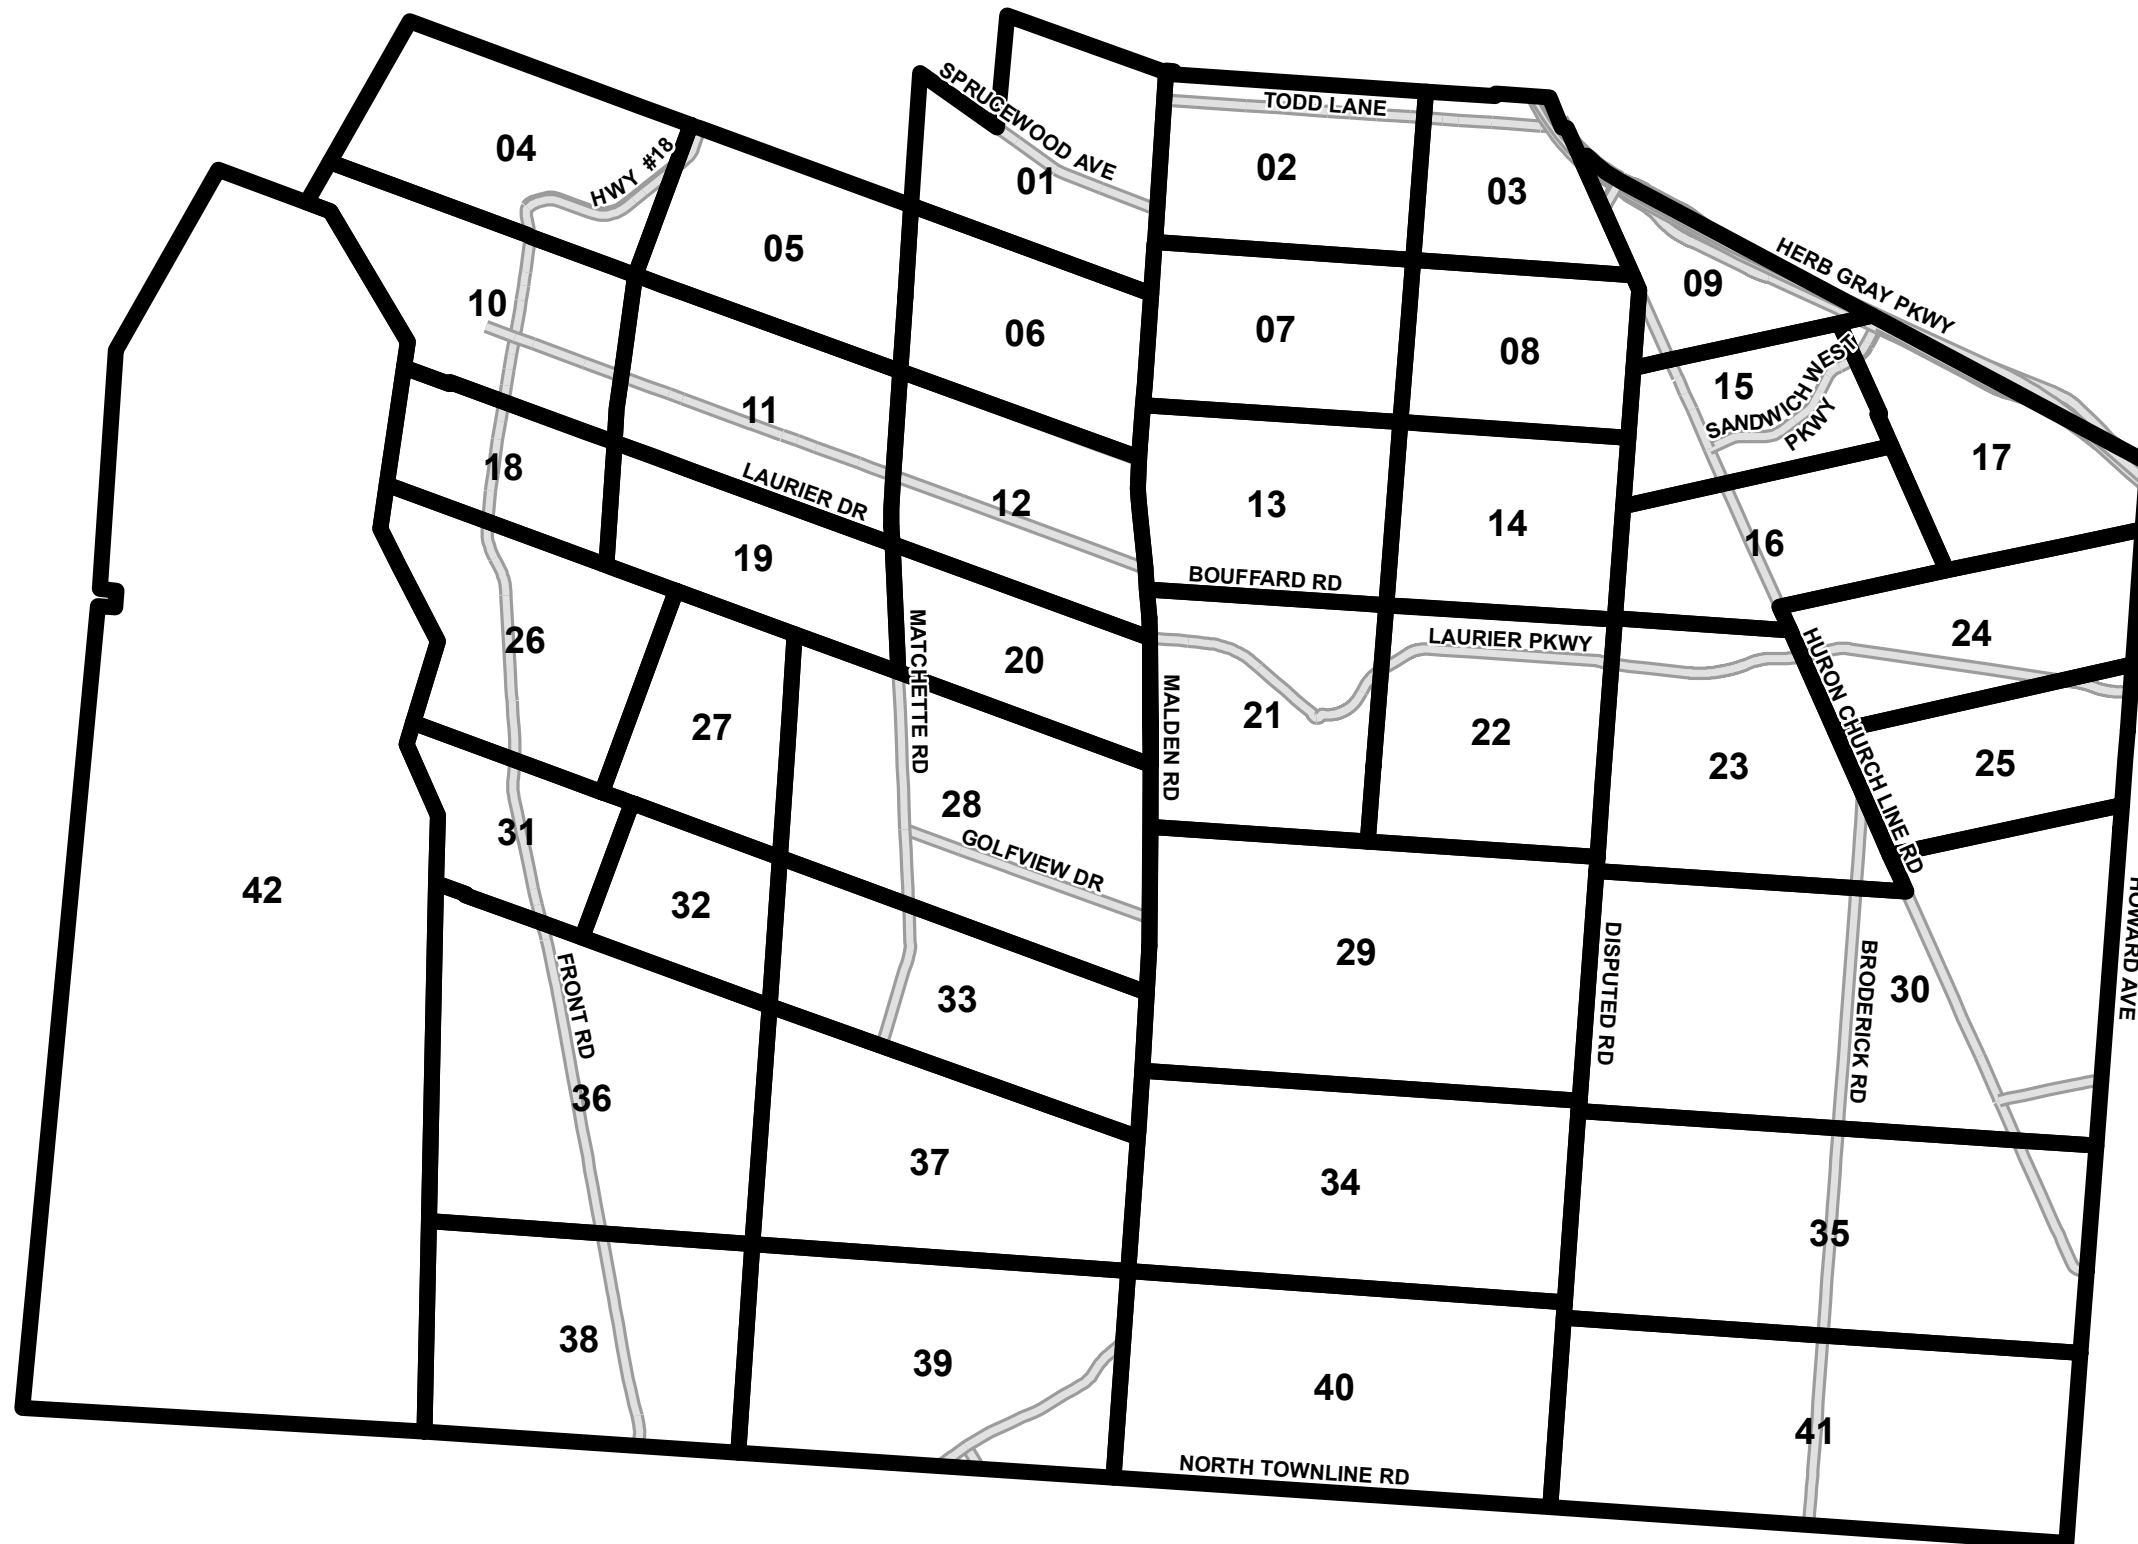 SPRUCEWOOD AVE
TODD LANE
04
HWY #18
01
02
03
05
09
HERB GRAY PKWY
10
06
07
08
15
SANDWICH WEST
PKWY
11
17
18
LAURIER DR
12
13
14
16
19
BOUFFARD RD
26
MATCHETTE RD
20
MALDEN RD
LAURIER PKWY
HURON CHURCH LINE RD
24
21
22
27
23
25
28
31
GOLFVIEW DR
42
32
29
DISPUTED RD
BRODERICK RD
30
HOWARD AVE
33
FRONT RD
36
37
34
35
38
39
40
41
NORTH TOWNLINE RD